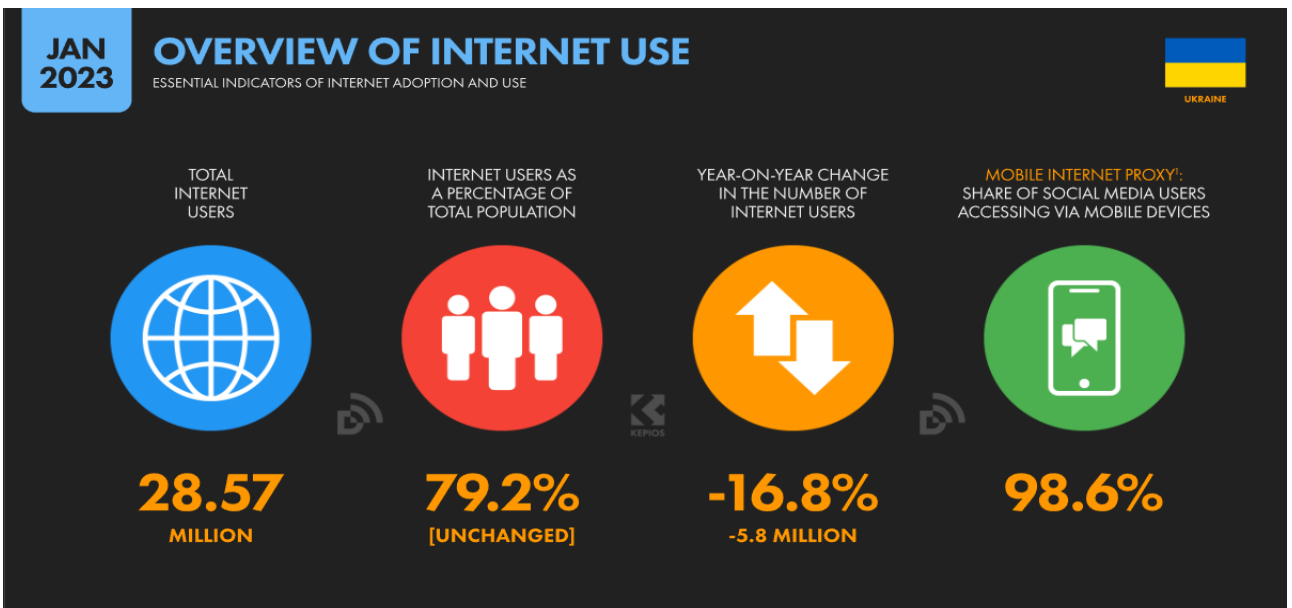 JAN
2023
OVERVIEW OF INTERNET USE
ESSENTIAL INDICATORS OF INTERNET ADOPTION AND USE
UKRAINE
TOTAL
INTERNET
USERS
28.57
MILLION
INTERNET USERS AS
A PERCENTAGE OF
TOTAL POPULATION
79.2%
[UNCHANGED]
YEAR-ON-YEAR CHANGE
IN THE NUMBER OF
INTERNET USERS
-16.8%
-5.8 MILLION
MOBILE INTERNET PROXY¹:
SHARE OF SOCIAL MEDIA USERS
ACCESSING VIA MOBILE DEVICES
98.6%
KEPIOS